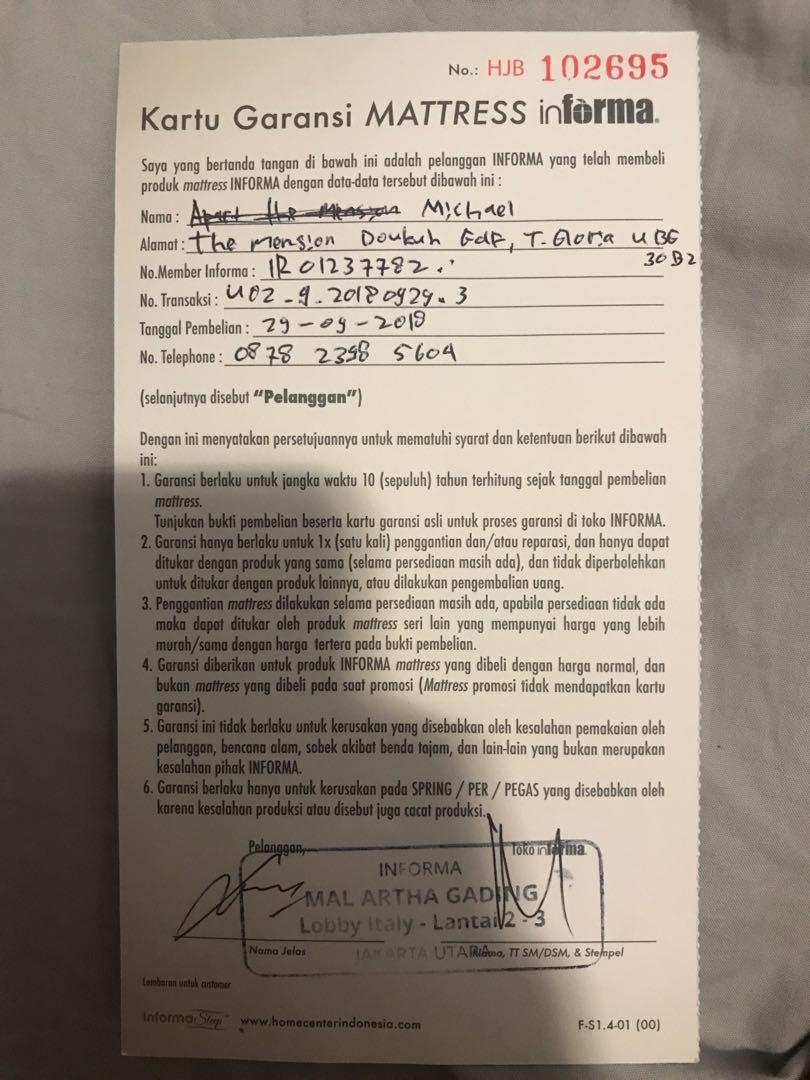 No.: HJB 102695
Kartu Garansi MATTRESS informa.
Saya yang bertanda tangan di bawah ini adalah pelanggan INFORMA yang telah membeli
produk mattress INFORMA dengan data-data tersebut dibawah ini :
Nama : Michael
Alamat : The mension Doukuh GdF, T. Gloria U BG
30 B2
No.Member Informa : IR 01237782
No. Transaksi : U02 - 9 . 20180929 . 3
Tanggal Pembelian : 29 - 09 - 2018
No. Telephone : 0878 2398 5604
(selanjutnya disebut "Pelanggan")
Dengan ini menyatakan persetujuannya untuk mematuhi syarat dan ketentuan berikut dibawah
ini:
1. Garansi berlaku untuk jangka waktu 10 (sepuluh) tahun terhitung sejak tanggal pembelian
mattress.
Tunjukan bukti pembelian beserta kartu garansi asli untuk proses garansi di toko INFORMA.
2. Garansi hanya berlaku untuk 1x (satu kali) penggantian dan/atau reparasi, dan hanya dapat
ditukar dengan produk yang sama (selama persediaan masih ada), dan tidak diperbolehkan
untuk ditukar dengan produk lainnya, atau dilakukan pengembalian uang.
3. Penggantian mattress dilakukan selama persediaan masih ada, apabila persediaan tidak ada
maka dapat ditukar oleh produk mattress seri lain yang mempunyai harga yang lebih
murah/sama dengan harga tertera pada bukti pembelian.
4. Garansi diberikan untuk produk INFORMA mattress yang dibeli dengan harga normal, dan
bukan mattress yang dibeli pada saat promosi (Mattress promosi tidak mendapatkan kartu
garansi).
5. Garansi ini tidak berlaku untuk kerusakan yang disebabkan oleh kesalahan pemakaian oleh
pelanggan, bencana alam, sobek akibat benda tajam, dan lain-lain yang bukan merupakan
kesalahan pihak INFORMA.
6. Garansi berlaku hanya untuk kerusakan pada SPRING / PER / PEGAS yang disebabkan oleh
karena kesalahan produksi atau disebut juga cacat produksi.
Pelanggan, Toko informa.
INFORMA
MAL ARTHA GADING
Lobby Italy - Lantai 2 - 3
JAKARTA UTARA
Nama Jelas Nama, TT SM/DSM, & Stempel
Lembaran untuk customer
Informa Sleep www.homecenterindonesia.com F-S1.4-01 (00)